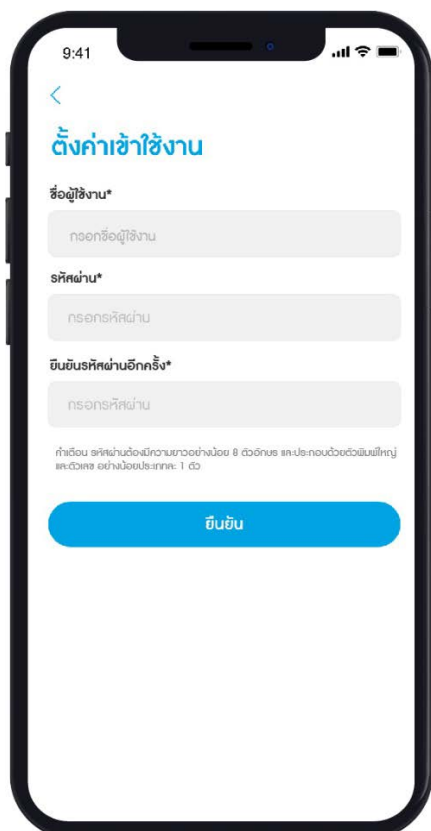 9:41
ตั้งค่าเข้าใช้งาน
ชื่อผู้ใช้งาน*
กรอกชื่อผู้ใช้งาน
รหัสผ่าน*
กรอกรหัสผ่าน
ยืนยันรหัสผ่านอีกครั้ง*
กรอกรหัสผ่าน
คำเตือน รหัสผ่านต้องมีความยาวอย่างน้อย 8 ตัวอักษร และประกอบด้วยตัวพิมพ์ใหญ่
และตัวเลข อย่างน้อยประเภทละ 1 ตัว
ยืนยัน